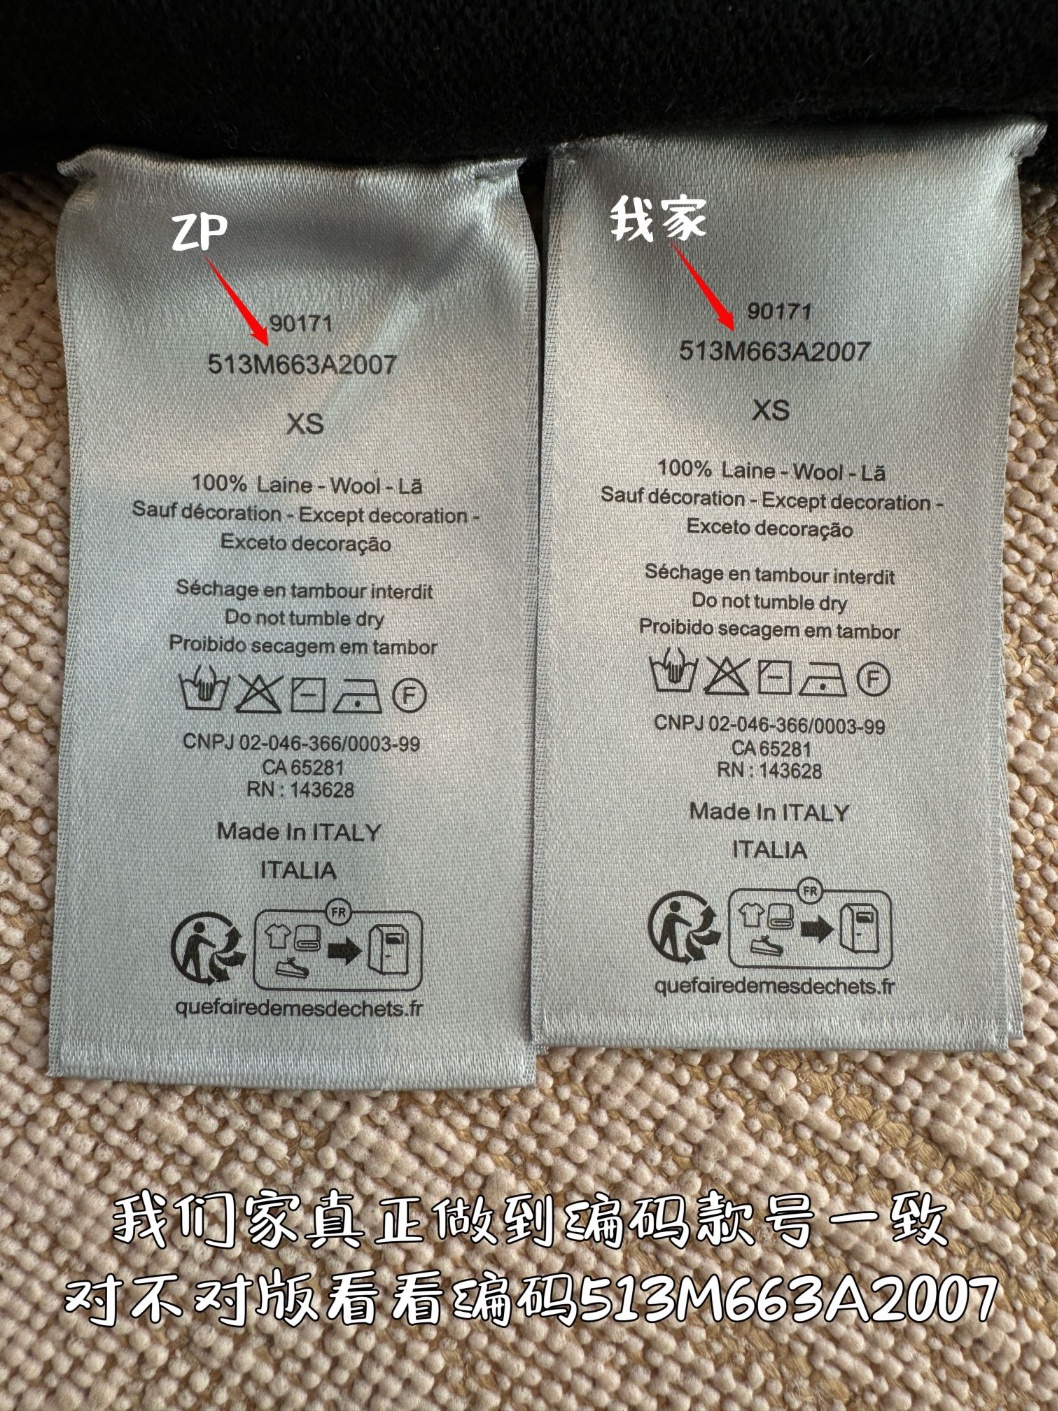 ZP
90171
513M663A2007
XS
100% Laine - Wool - Lã
Sauf décoration - Except decoration -
Exceto decoração
Séchage en tambour interdit
Do not tumble dry
Proibido secagem em tambor
F
CNPJ 02-046-366/0003-99
CA 65281
RN : 143628
Made In ITALY
ITALIA
FR
quefairedemesdechets.fr
我家
90171
513M663A2007
XS
100% Laine - Wool - Lã
Sauf décoration - Except decoration -
Exceto decoração
Séchage en tambour interdit
Do not tumble dry
Proibido secagem em tambor
F
CNPJ 02-046-366/0003-99
CA 65281
RN : 143628
Made In ITALY
ITALIA
FR
quefairedemesdechets.fr
我们家真正做到编码款号一致
对不对版看看编码513M663A2007